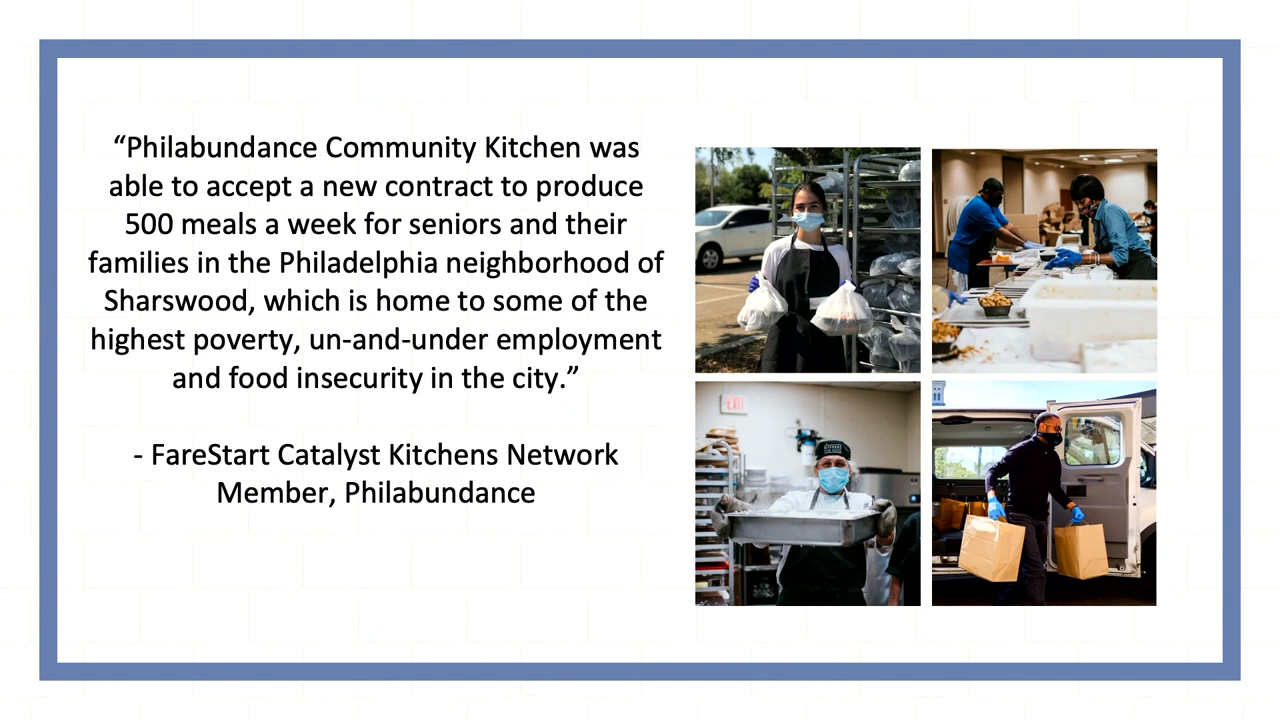 “Philabundance Community Kitchen was
able to accept a new contract to produce
500 meals a week for seniors and their
families in the Philadelphia neighborhood of
Sharswood, which is home to some of the
highest poverty, un-and-under employment
and food insecurity in the city.”
- FareStart Catalyst Kitchens Network
Member, Philabundance
EXIT